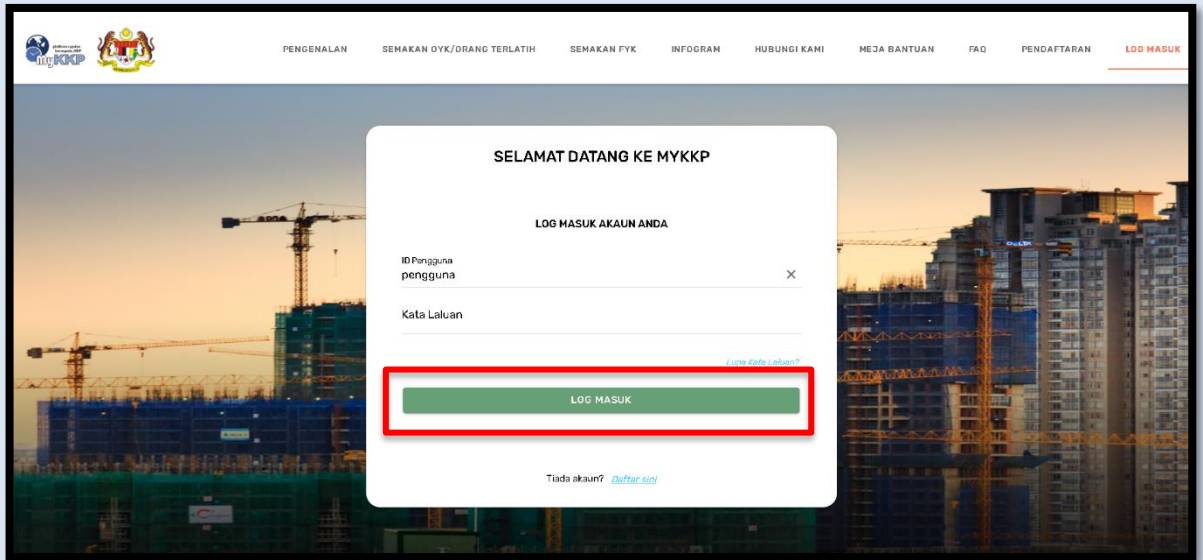 myKKP
PENGENALAN
SEMAKAN OYK/ORANG TERLATIH
SEMAKAN FYK
INFOGRAM
HUBUNGI KAMI
MEJA BANTUAN
FAQ
PENDAFTARAN
LOG MASUK
SELAMAT DATANG KE MYKKP
LOG MASUK AKAUN ANDA
ID Pengguna
pengguna
Kata Laluan
Lupa Kata Laluan?
LOG MASUK
Tiada akaun? Daftar sini